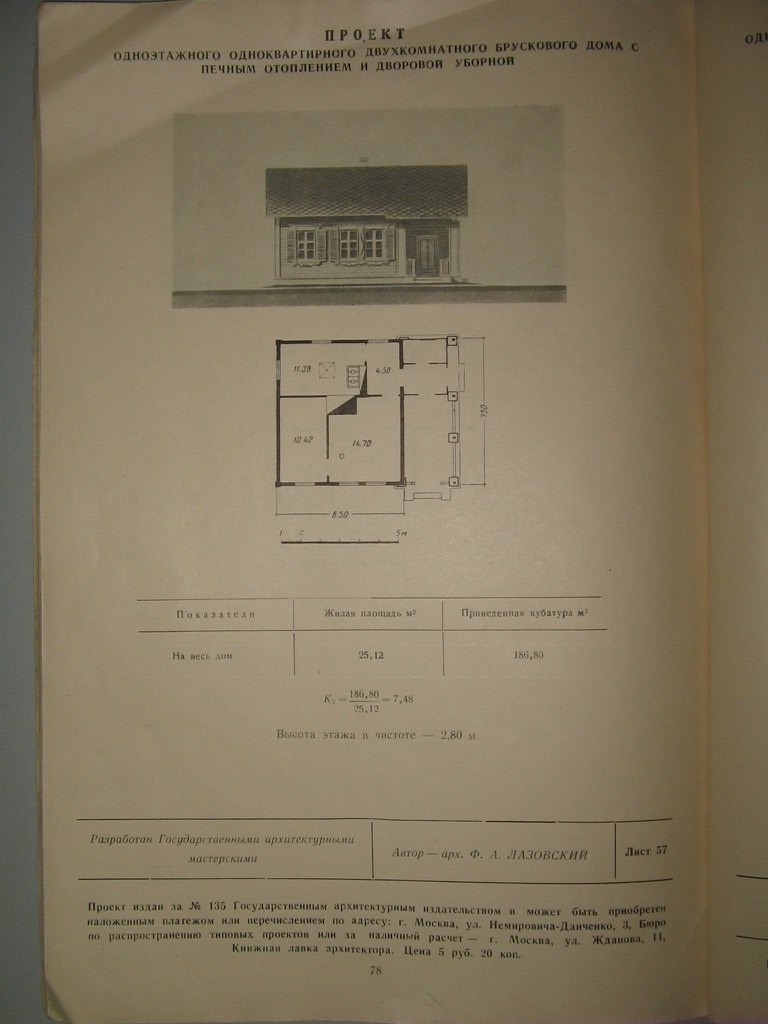 ПРОЕКТ
ОДНОЭТАЖНОГО ОДНОКВАРТИРНОГО ДВУХКОМНАТНОГО БРУСКОВОГО ДОМА С
ПЕЧНЫМ ОТОПЛЕНИЕМ И ДВОРОВОЙ УБОРНОЙ
ОДН
11.38
4.50
10.42
14.70
7.50
6.50
1 0 5м
Показатели Жилая площадь м² Приведенная кубатура м³
На весь дом 25,12 186,80
K₂ = 186,80 / 25,12 = 7,48
Высота этажа в чистоте — 2,80 м
Разработан Государственными архитектурными
мастерскими
Автор — арх. Ф. А. ЛАЗОВСКИЙ
Лист 57
Проект издан за № 135 Государственным архитектурным издательством и может быть приобретен
наложенным платежом или перечислением по адресу: г. Москва, ул. Немировича-Данченко, 3, Бюро
по распространению типовых проектов или за наличный расчет — г. Москва, ул. Жданова, 11,
Книжная лавка архитектора. Цена 5 руб. 20 коп.
78